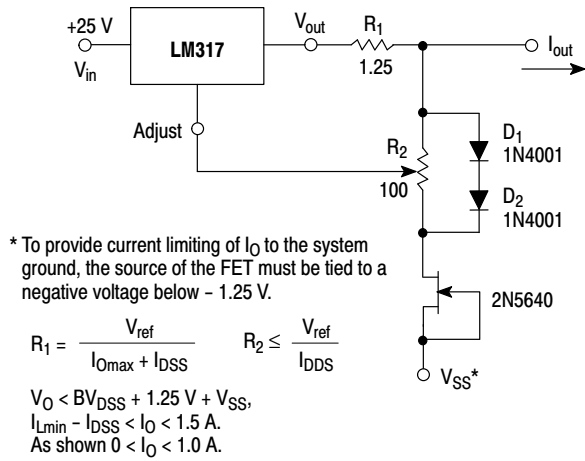 +25 V
V_in
LM317
V_out
R_1
1.25
I_out
Adjust
R_2
100
D_1
1N4001
D_2
1N4001
* To provide current limiting of I_O to the system
ground, the source of the FET must be tied to a
negative voltage below – 1.25 V.
2N5640
R_1 = V_ref / (I_Omax + I_DSS)
R_2 ≤ V_ref / I_DDS
V_SS*
V_O < BV_DSS + 1.25 V + V_SS,
I_Lmin – I_DSS < I_O < 1.5 A.
As shown 0 < I_O < 1.0 A.